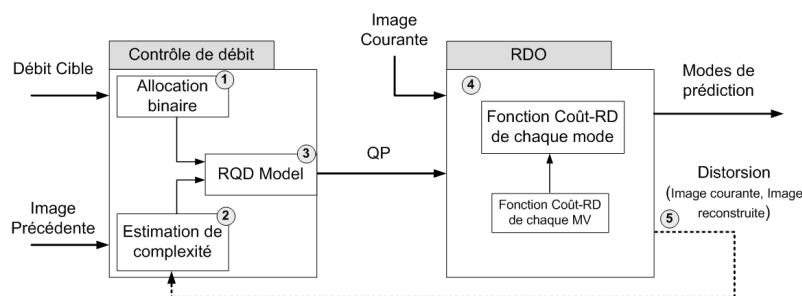 Image
Courante
Contrôle de débit
RDO
Débit Cible
1
Allocation
binaire
4
Modes de
prédiction
Fonction Coût-RD
de chaque mode
3
RQD Model
QP
Distorsion
(Image courante, Image
reconstruite)
Image
Précédente
2
Estimation de
complexité
Fonction Coût-RD
de chaque MV
5